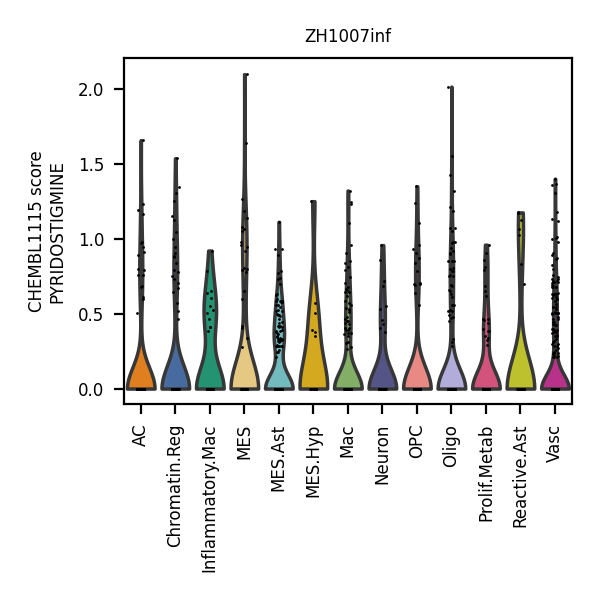 ZH1007inf
CHEMBL1115 score
PYRIDOSTIGMINE
2.0
1.5
1.0
0.5
0.0
AC
Chromatin.Reg
Inflammatory.Mac
MES
MES.Ast
MES.Hyp
Mac
Neuron
OPC
Oligo
Prolif.Metab
Reactive.Ast
Vasc